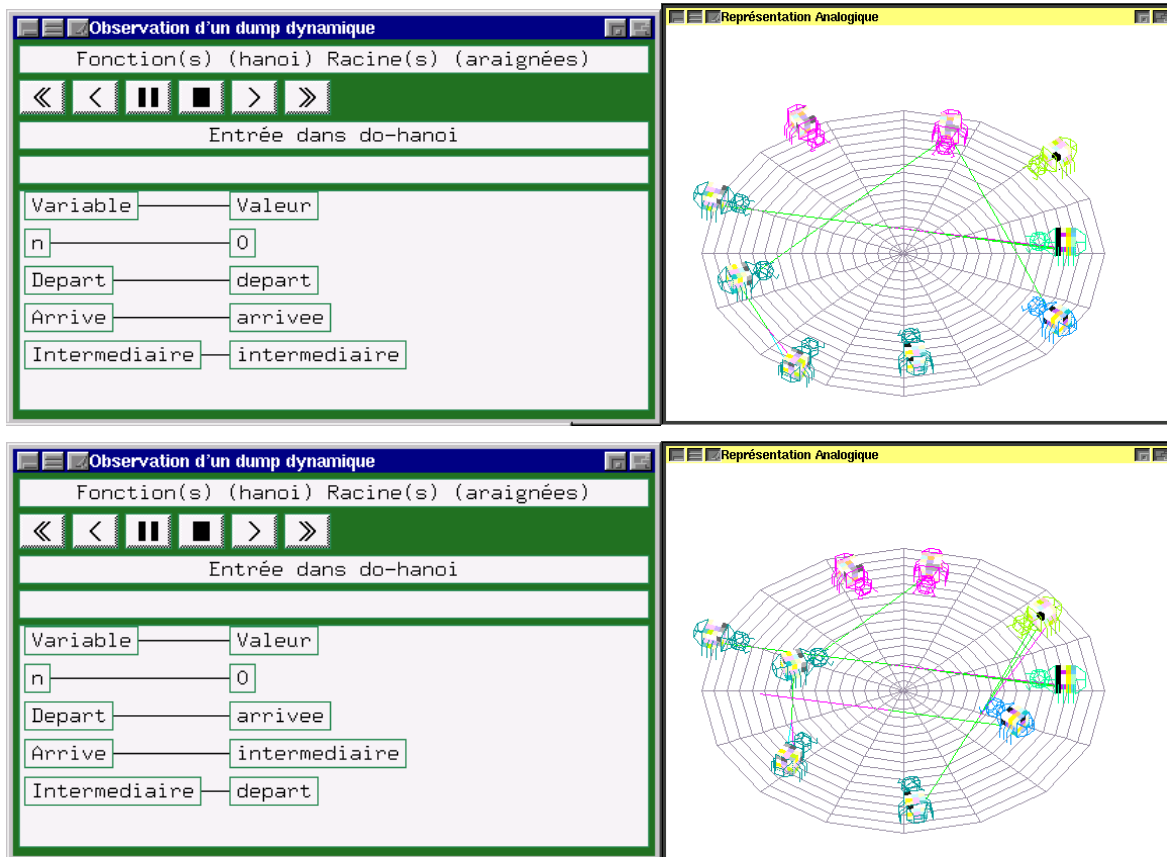 Observation d'un dump dynamique
Fonction(s) (hanoi) Racine(s) (araignées)
Entrée dans do-hanoi
Variable Valeur
n 0
Depart depart
Arrive arrivee
Intermediaire intermediaire
Représentation Analogique
Observation d'un dump dynamique
Fonction(s) (hanoi) Racine(s) (araignées)
Entrée dans do-hanoi
Variable Valeur
n 0
Depart arrivee
Arrive intermediaire
Intermediaire depart
Représentation Analogique